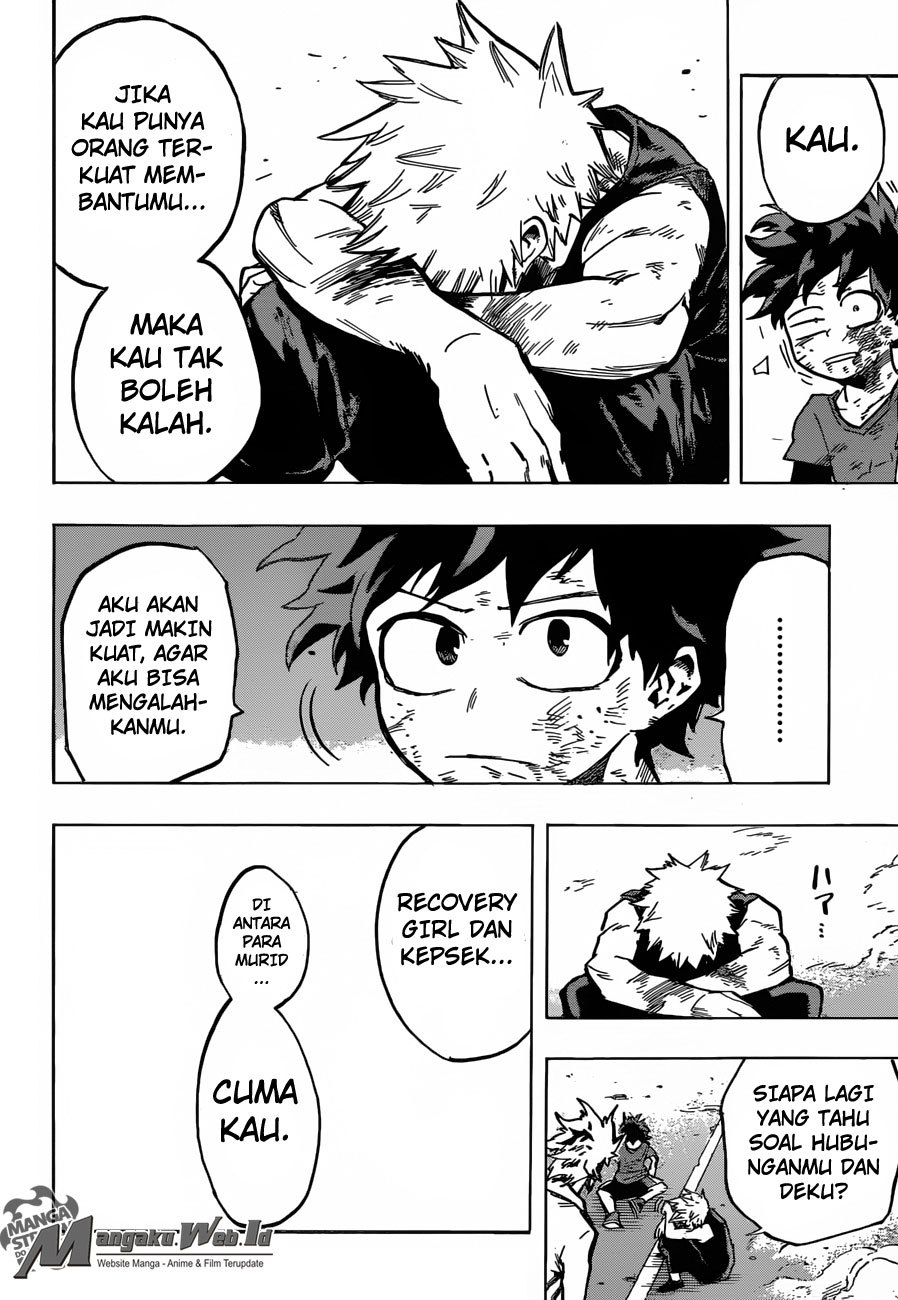 KAU.
JIKA
KAU PUNYA
ORANG TER-
KUAT MEM-
BANTUMU...
MAKA
KAU TAK
BOLEH
KALAH.
..........
AKU AKAN
JADI MAKIN
KUAT, AGAR
AKU BISA
MENGALAH-
KANMU.
ハァ…
SIAPA LAGI
YANG TAHU
SOAL HUBU-
NGANMU DAN
DEKU?
RECOVERY
GIRL DAN
KEPSEK...
DI
ANTARA
PARA
MURID
...
CUMA
KAU.
MANGA
Mangaku.Web.Id
Website Manga - Anime & Film Terupdate